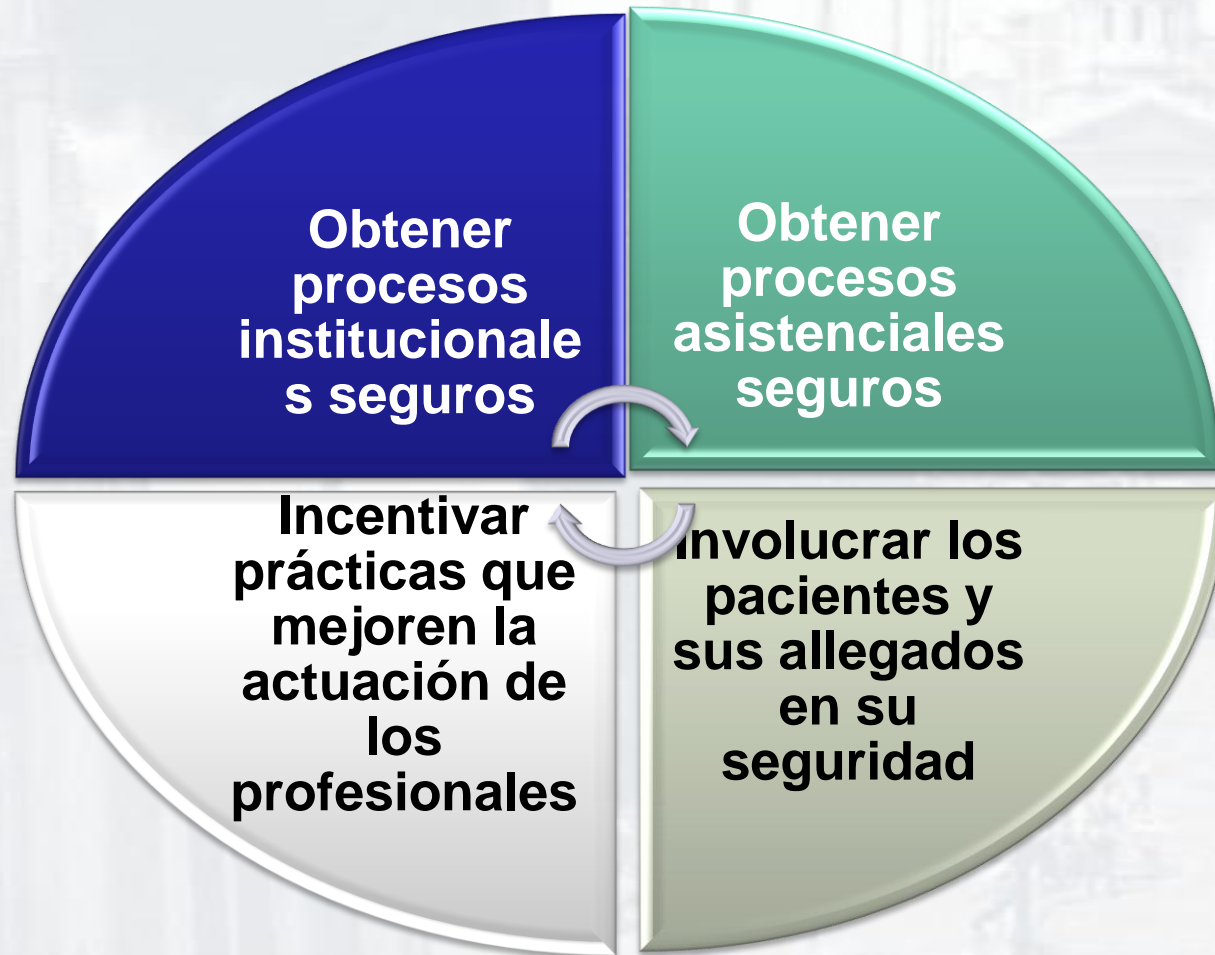 Obtener
procesos
institucionale
s seguros
Obtener
procesos
asistenciales
seguros
Incentivar
prácticas que
mejoren la
actuación de
los
profesionales
Involucrar los
pacientes y
sus allegados
en su
seguridad